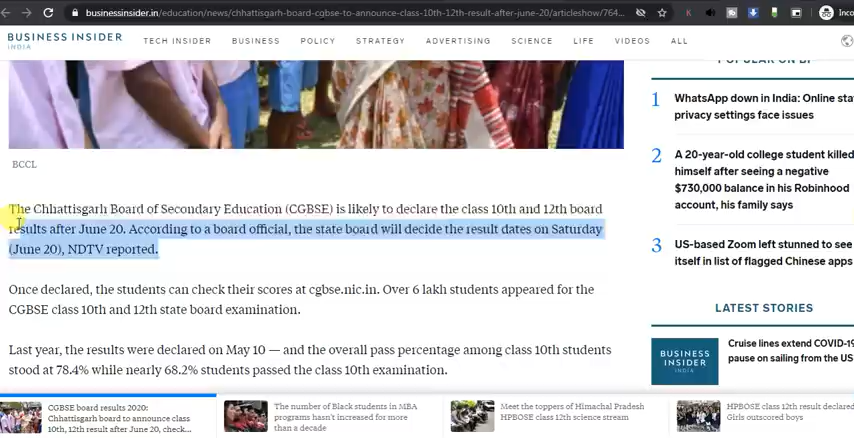 businessinsider.in/education/news/chhattisgarh-board-cgbse-to-announce-class-10th-12th-result-after-june-20/articleshow/764...
BUSINESS INSIDER
INDIA
TECH INSIDER BUSINESS POLICY STRATEGY ADVERTISING SCIENCE LIFE VIDEOS ALL
BCCL
The Chhattisgarh Board of Secondary Education (CGBSE) is likely to declare the class 10th and 12th board
results after June 20. According to a board official, the state board will decide the result dates on Saturday
(June 20), NDTV reported.
Once declared, the students can check their scores at cgbse.nic.in. Over 6 lakh students appeared for the
CGBSE class 10th and 12th state board examination.
Last year, the results were declared on May 10 — and the overall pass percentage among class 10th students
stood at 78.4% while nearly 68.2% students passed the class 10th examination.
POPULAR ON BI
1 WhatsApp down in India: Online sta
privacy settings face issues
2 A 20-year-old college student killed
himself after seeing a negative
$730,000 balance in his Robinhood
account, his family says
3 US-based Zoom left stunned to see
itself in list of flagged Chinese apps
LATEST STORIES
BUSINESS
INSIDER
INDIA
Cruise lines extend COVID-19
pause on sailing from the US
CGBSE board results 2020:
Chhattisgarh board to announce
class 10th, 12th result after June 20, check...
The number of Black students in MBA
programs hasn't increased for more
than a decade
Meet the toppers of Himachal Pradesh
HPBOSE class 12th science stream
HPBOSE class 12th result declared
Girls outscored boys